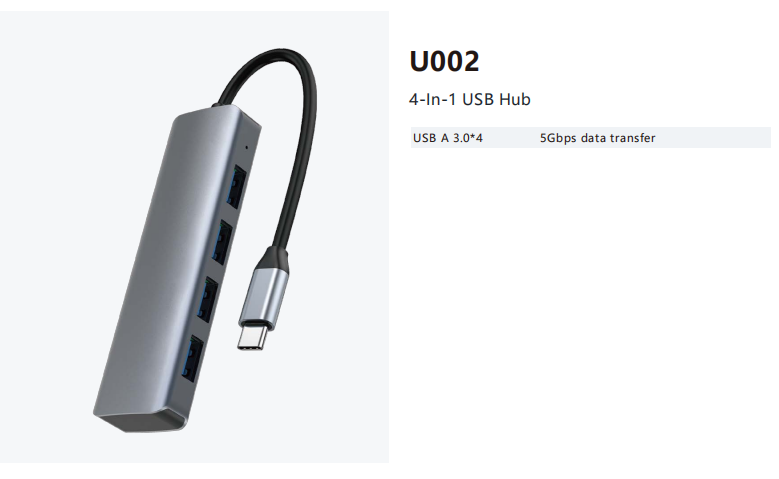 U002
4-In-1 USB Hub
USB A 3.0*4 5Gbps data transfer